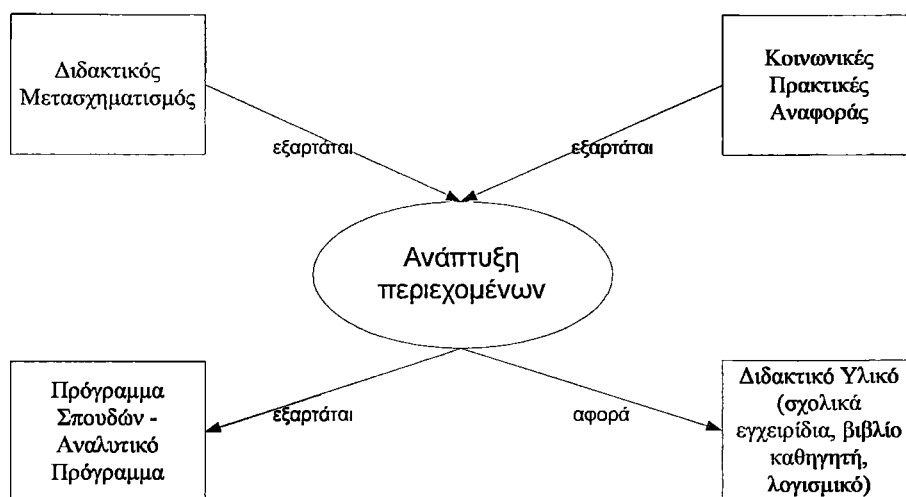 Διδακτικός
Μετασχηματισμός
Κοινωνικές
Πρακτικές
Αναφοράς
εξαρτάται
εξαρτάται
Ανάπτυξη
περιεχομένων
Πρόγραμμα
Σπουδών -
Αναλυτικό
Πρόγραμμα
εξαρτάται
αφορά
Διδακτικό Υλικό
(σχολικά
εγχειρίδια, βιβλίο
καθηγητή,
λογισμικό)